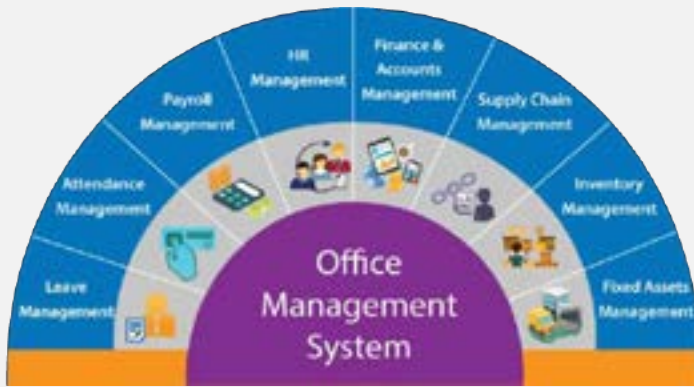 Leave
Management
Attendance
Management
Payroll
Management
HR
Management
Finance &
Accounts
Management
Supply Chain
Management
Inventory
Management
Fixed Assets
Management
Office
Management
System